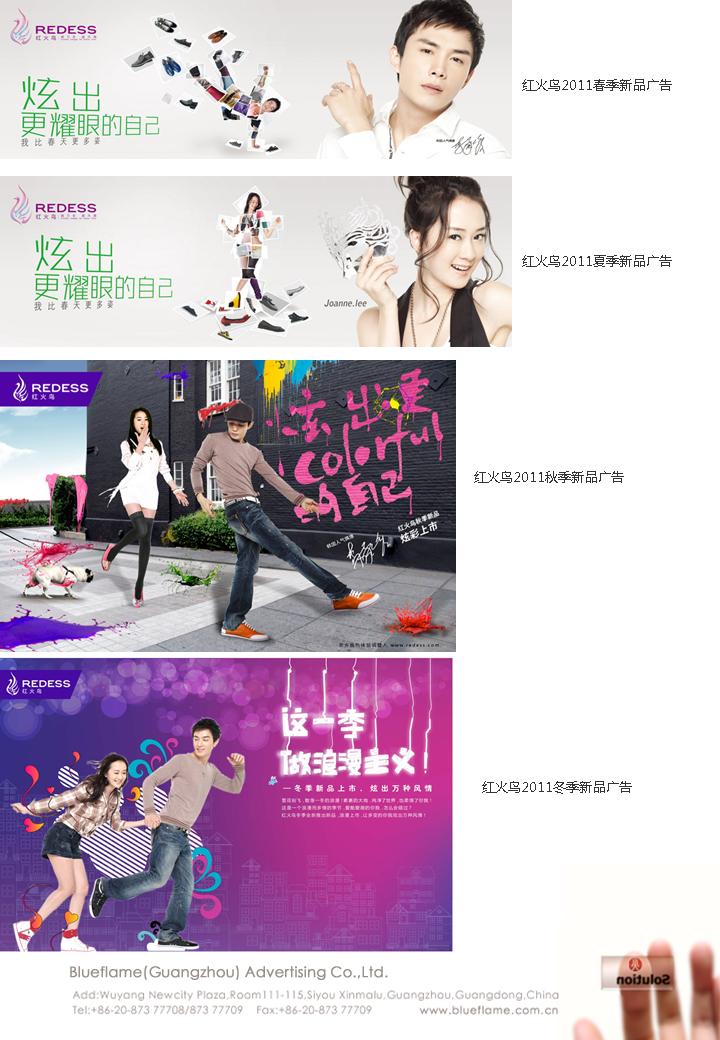 REDESS
红火鸟
炫出
更耀眼的自己
我比春天更多姿
红火鸟2011春季新品广告
REDESS
红火鸟
炫出
更耀眼的自己
我比春天更多姿
Joanne.lee
红火鸟2011夏季新品广告
REDESS
红火鸟
炫出更
Colorful
的自己
红火鸟秋季新品
炫彩上市
www.redess.com
红火鸟2011秋季新品广告
REDESS
红火鸟
这一季
做浪漫主义!
—冬季新品上市，炫出万种风情
红火鸟2011冬季新品广告
Solution
Blueflame(Guangzhou) Advertising Co.,Ltd.
Add:Wuyang Newcity Plaza,Room111-115,Siyou Xinmalu,Guangzhou,Guangdong,China
Tel:+86-20-873 77708/873 77709 Fax:+86-20-873 77709 www.blueflame.com.cn